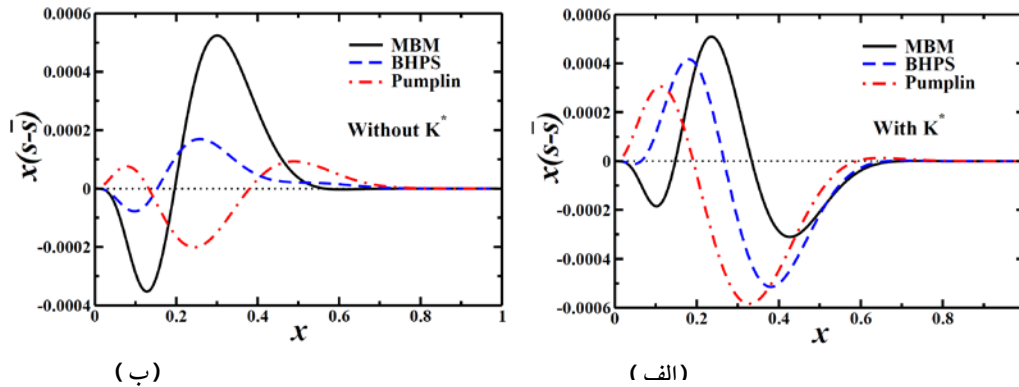 0.0006
0.0004
0.0002
0
-0.0002
-0.0004
x(s-s̅)
MBM
BHPS
Pumplin
Without K*
0 0.2 0.4 0.6 0.8 1
x
(ب)
0.0006
0.0004
0.0002
0
-0.0002
-0.0004
-0.0006
x(s-s̅)
MBM
BHPS
Pumplin
With K*
0 0.2 0.4 0.6 0.8
x
(الف)